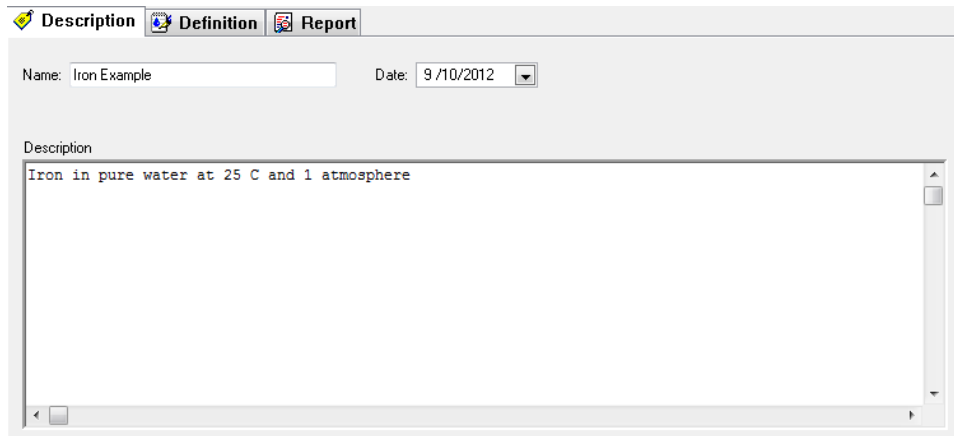 Description Definition Report
Name: Iron Example Date: 9 /10/2012
Description
Iron in pure water at 25 C and 1 atmosphere